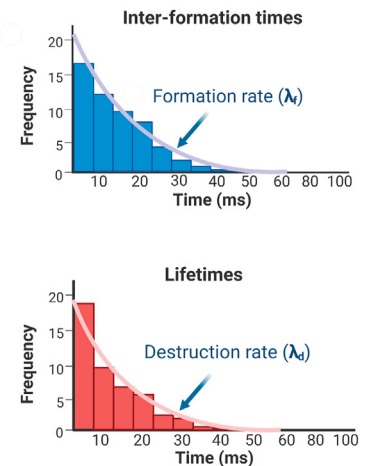 Inter-formation times
Frequency
20
15
10
5
0
Formation rate (λf)
10 20 30 40 50 60 80 100
Time (ms)
Lifetimes
Frequency
20
15
10
5
0
Destruction rate (λd)
10 20 30 40 50 60 80 100
Time (ms)